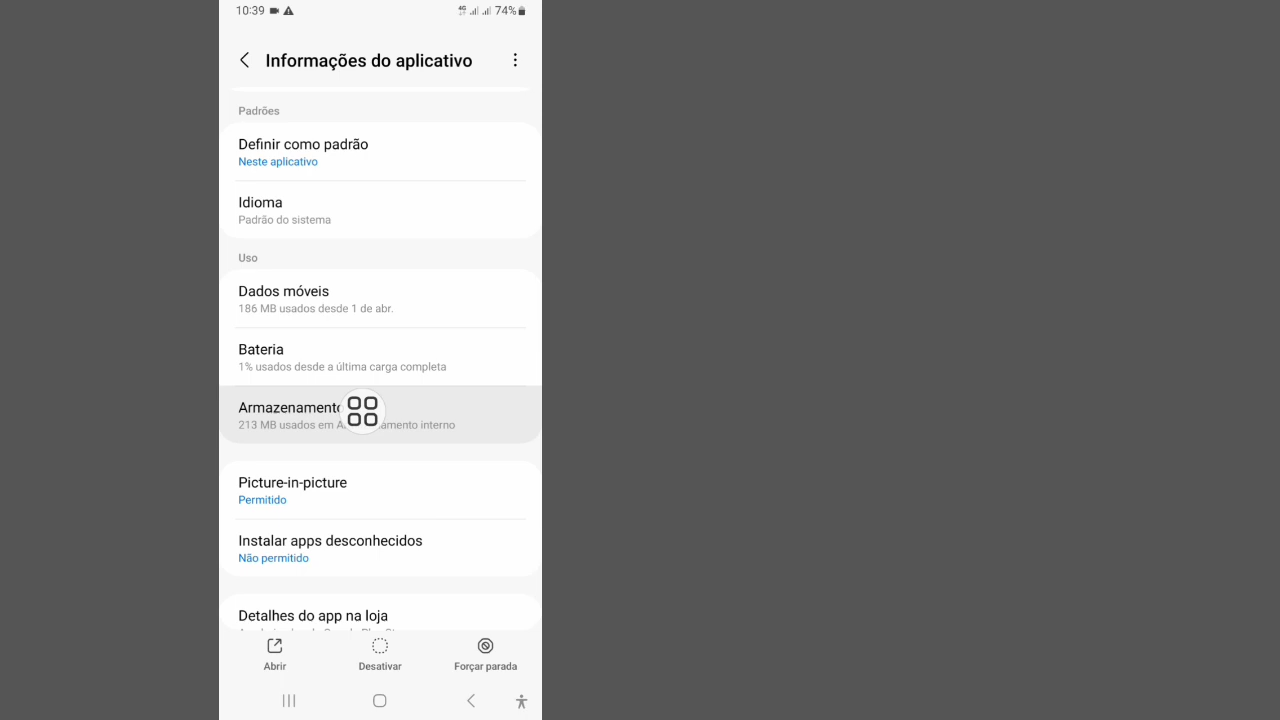 10:39
4G 74%
Informações do aplicativo
Padrões
Definir como padrão
Neste aplicativo
Idioma
Padrão do sistema
Uso
Dados móveis
186 MB usados desde 1 de abr.
Bateria
1% usados desde a última carga completa
Armazenamento
213 MB usados em A amento interno
Picture-in-picture
Permitido
Instalar apps desconhecidos
Não permitido
Detalhes do app na loja
Abrir
Desativar
Forçar parada